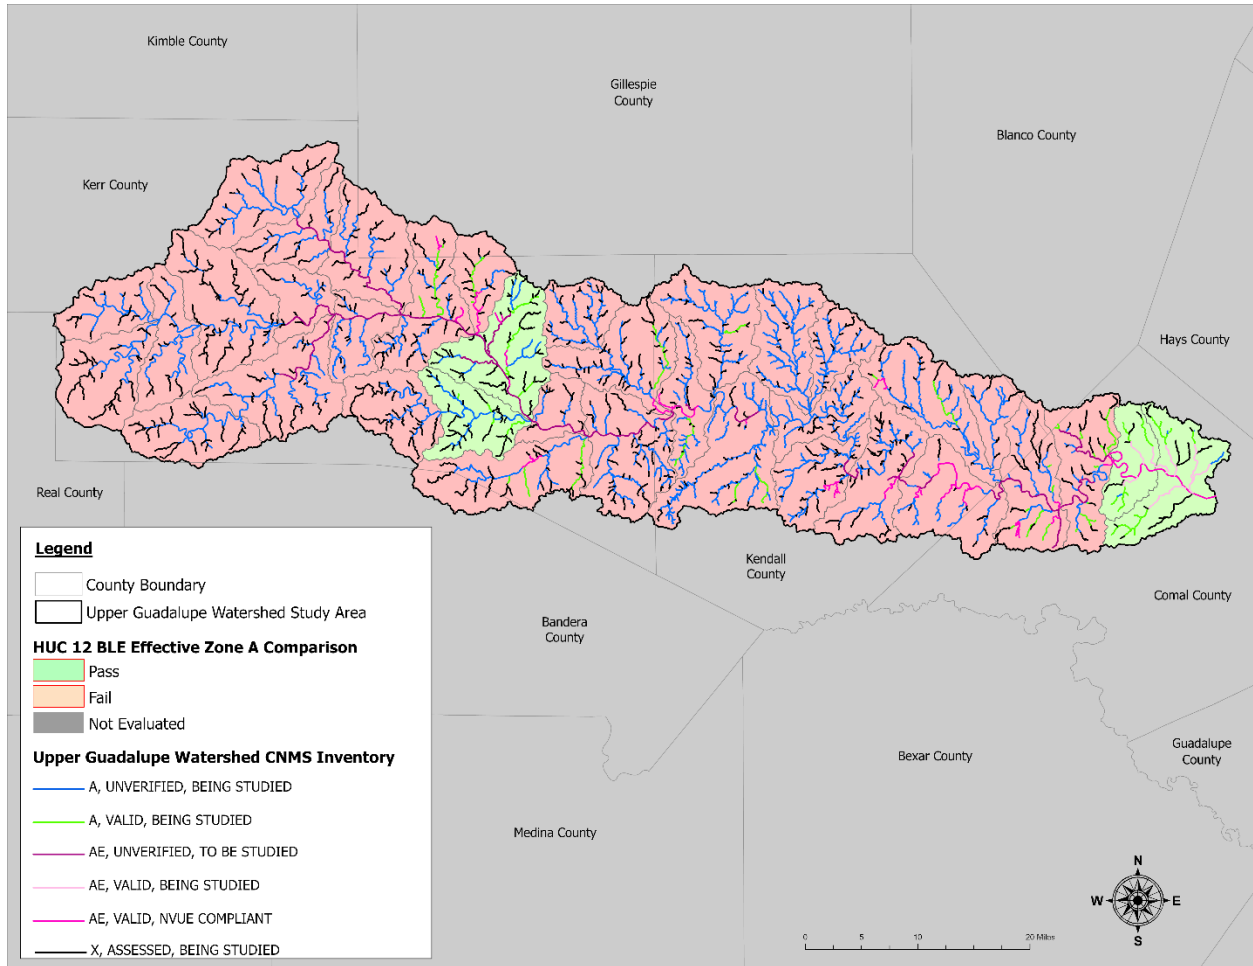 Kimble County
Gillespie
County
Blanco County
Kerr County
Hays County
Real County
Kendall
County
Comal County
Bandera
County
Guadalupe
County
Bexar County
Medina County
Legend
County Boundary
Upper Guadalupe Watershed Study Area
HUC 12 BLE Effective Zone A Comparison
Pass
Fail
Not Evaluated
Upper Guadalupe Watershed CNMS Inventory
A, UNVERIFIED, BEING STUDIED
A, VALID, BEING STUDIED
AE, UNVERIFIED, TO BE STUDIED
AE, VALID, BEING STUDIED
AE, VALID, NVUE COMPLIANT
X, ASSESSED, BEING STUDIED
N
W E
S
0 5 10 20 Miles